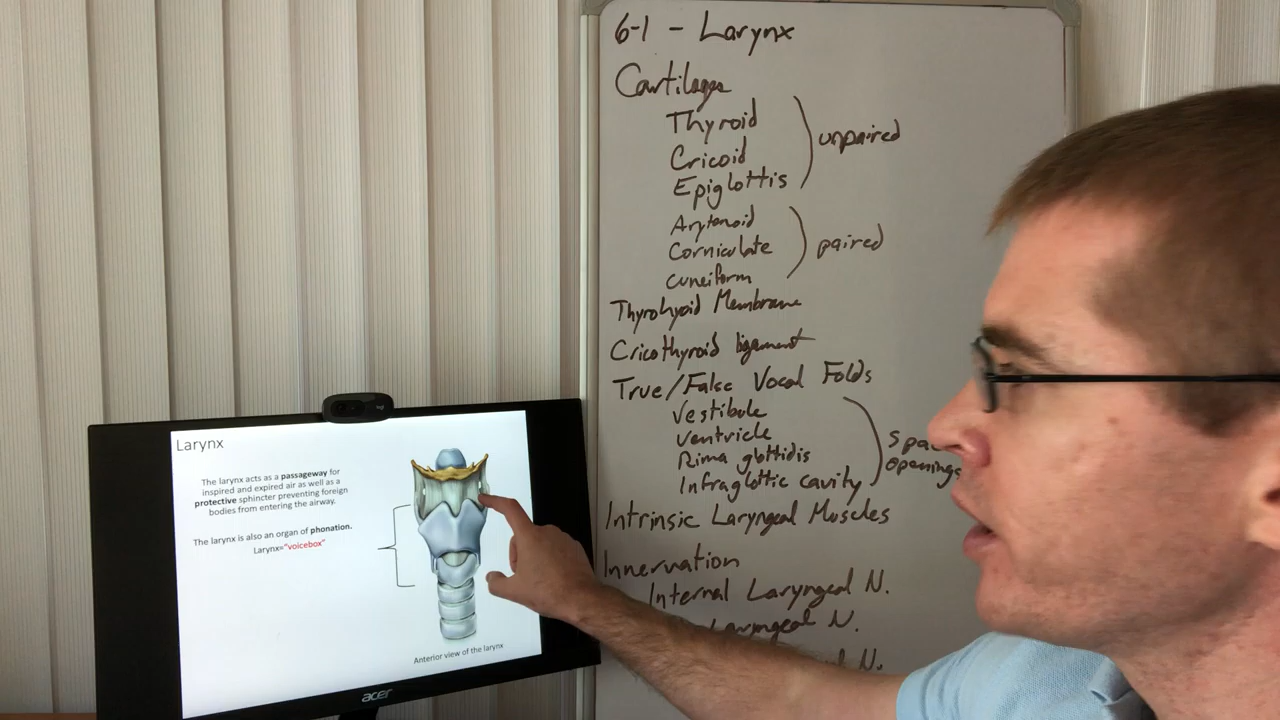 6-1 - Larynx
Cartilages
Thyroid
Cricoid
Epiglottis
unpaired
Arytenoid
Corniculate
cuneiform
paired
Thyrohyoid Membrane
Cricothyroid ligament
True/False Vocal Folds
Vestibule
Ventricle
Rima glottidis
Infraglottic cavity
openings
Intrinsic Laryngeal Muscles
Innervation
Internal Laryngeal N.
Laryngeal N.
N.
Larynx
The larynx acts as a passageway for
inspired and expired air as well as a
protective sphincter preventing foreign
bodies from entering the airway.
The larynx is also an organ of phonation.
Larynx="voicebox"
Anterior view of the larynx
acer